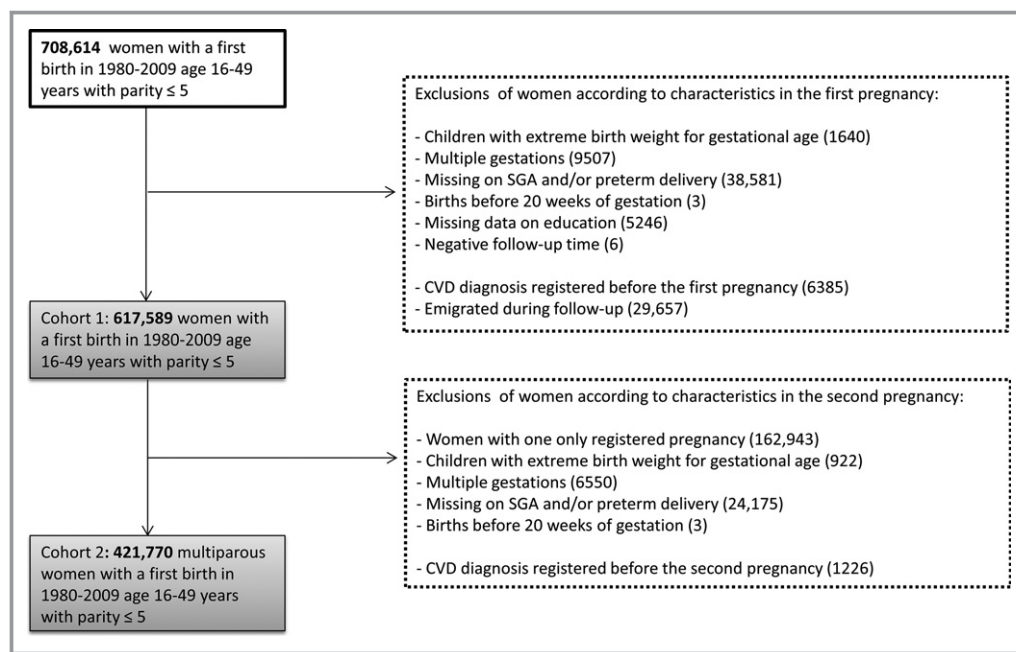 708,614 women with a first
birth in 1980-2009 age 16-49
years with parity ≤ 5
Exclusions of women according to characteristics in the first pregnancy:
- Children with extreme birth weight for gestational age (1640)
- Multiple gestations (9507)
- Missing on SGA and/or preterm delivery (38,581)
- Births before 20 weeks of gestation (3)
- Missing data on education (5246)
- Negative follow-up time (6)
- CVD diagnosis registered before the first pregnancy (6385)
- Emigrated during follow-up (29,657)
Cohort 1: 617,589 women with
a first birth in 1980-2009 age
16-49 years with parity ≤ 5
Exclusions of women according to characteristics in the second pregnancy:
- Women with one only registered pregnancy (162,943)
- Children with extreme birth weight for gestational age (922)
- Multiple gestations (6550)
- Missing on SGA and/or preterm delivery (24,175)
- Births before 20 weeks of gestation (3)
- CVD diagnosis registered before the second pregnancy (1226)
Cohort 2: 421,770 multiparous
women with a first birth in
1980-2009 age 16-49 years
with parity ≤ 5